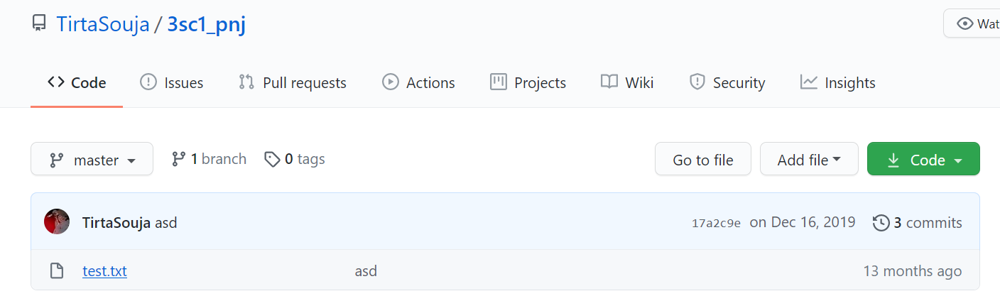 TirtaSouja / 3sc1_pnj
Wat
Code Issues Pull requests Actions Projects Wiki Security Insights
master 1 branch 0 tags Go to file Add file Code
TirtaSouja asd 17a2c9e on Dec 16, 2019 3 commits
test.txt asd 13 months ago